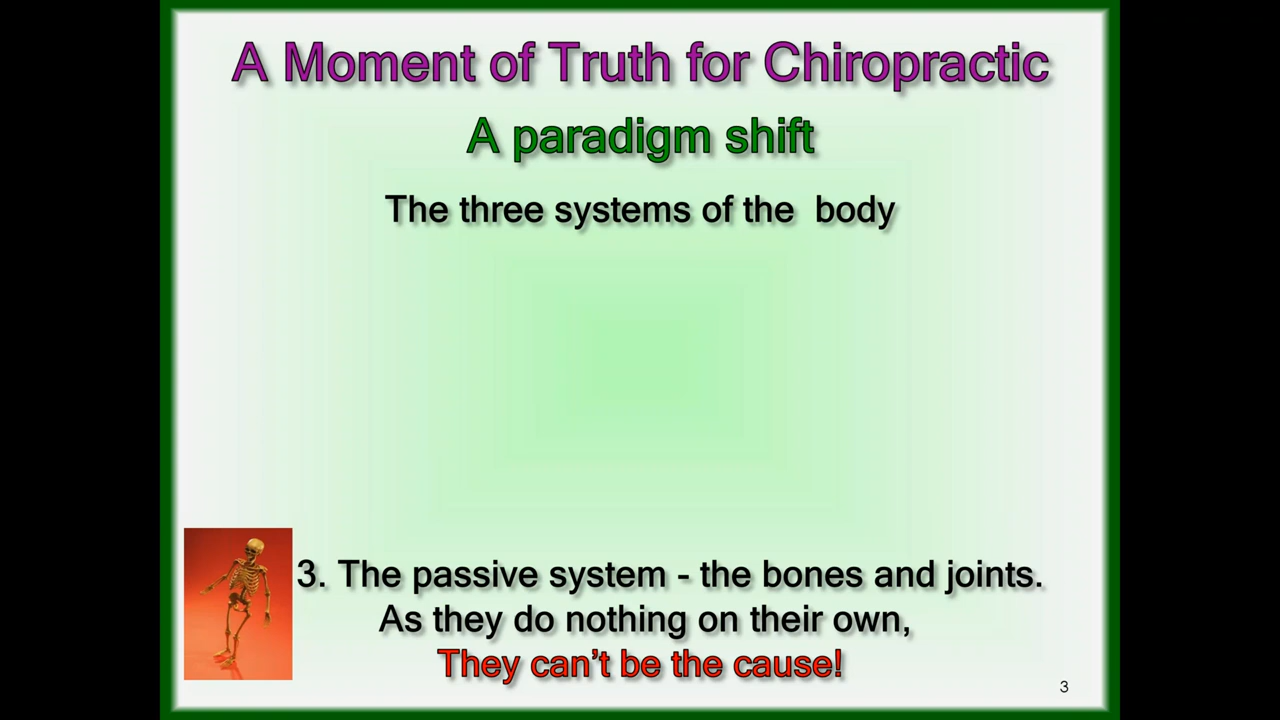 A Moment of Truth for Chiropractic
A paradigm shift
The three systems of the  body
3. The passive system - the bones and joints.
As they do nothing on their own,
They can’t be the cause!
3